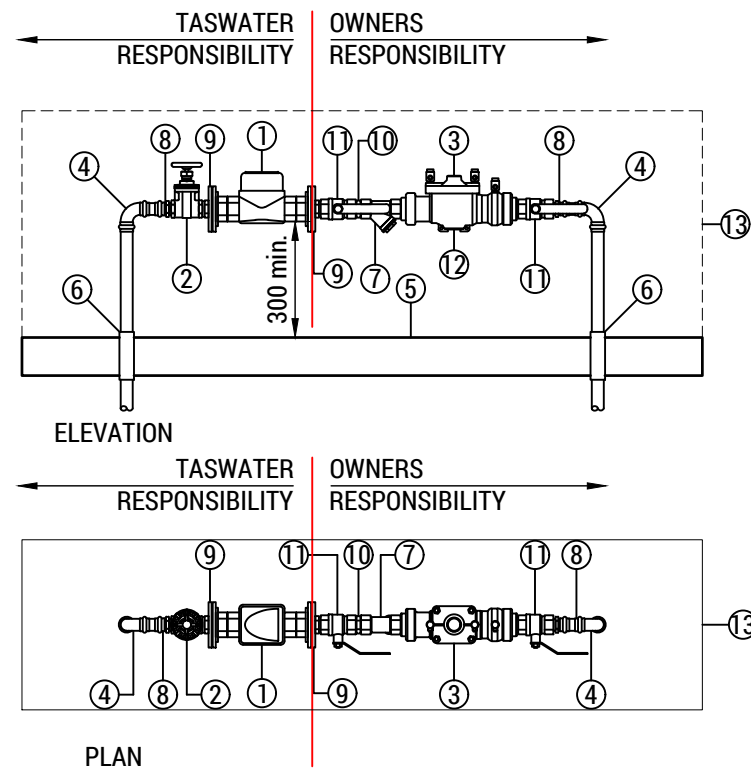 TASWATER OWNERS
RESPONSIBILITY RESPONSIBILITY
8 9 1 11 10 3 8
4 4
13
2 7 12 11
9
6 5 6
300 min.
ELEVATION
TASWATER OWNERS
RESPONSIBILITY RESPONSIBILITY
9 11 10 7 11 8
13
4 8 2 1 9 3 4
PLAN